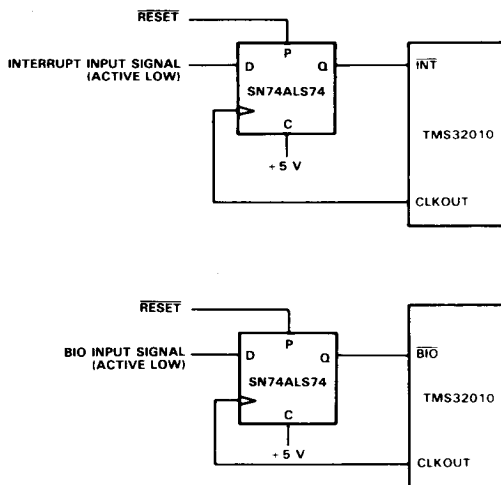 RESET
INTERRUPT INPUT SIGNAL
(ACTIVE LOW)
D
P
Q
SN74ALS74
C
+5 V
INT
TMS32010
CLKOUT
RESET
BIO INPUT SIGNAL
(ACTIVE LOW)
D
P
Q
SN74ALS74
C
+5 V
BIO
TMS32010
CLKOUT